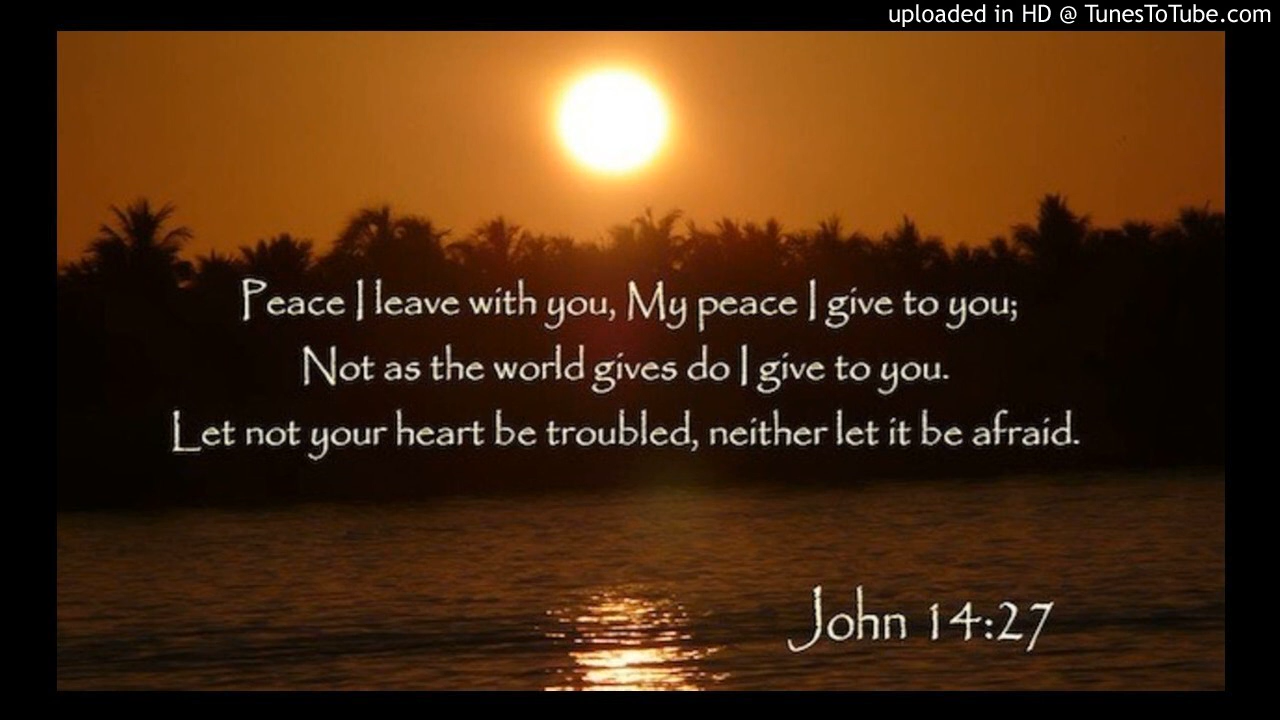 uploaded in HD @ TunesToTube.com
Peace I leave with you, My peace I give to you;
Not as the world gives do I give to you.
Let not your heart be troubled, neither let it be afraid.
John 14:27